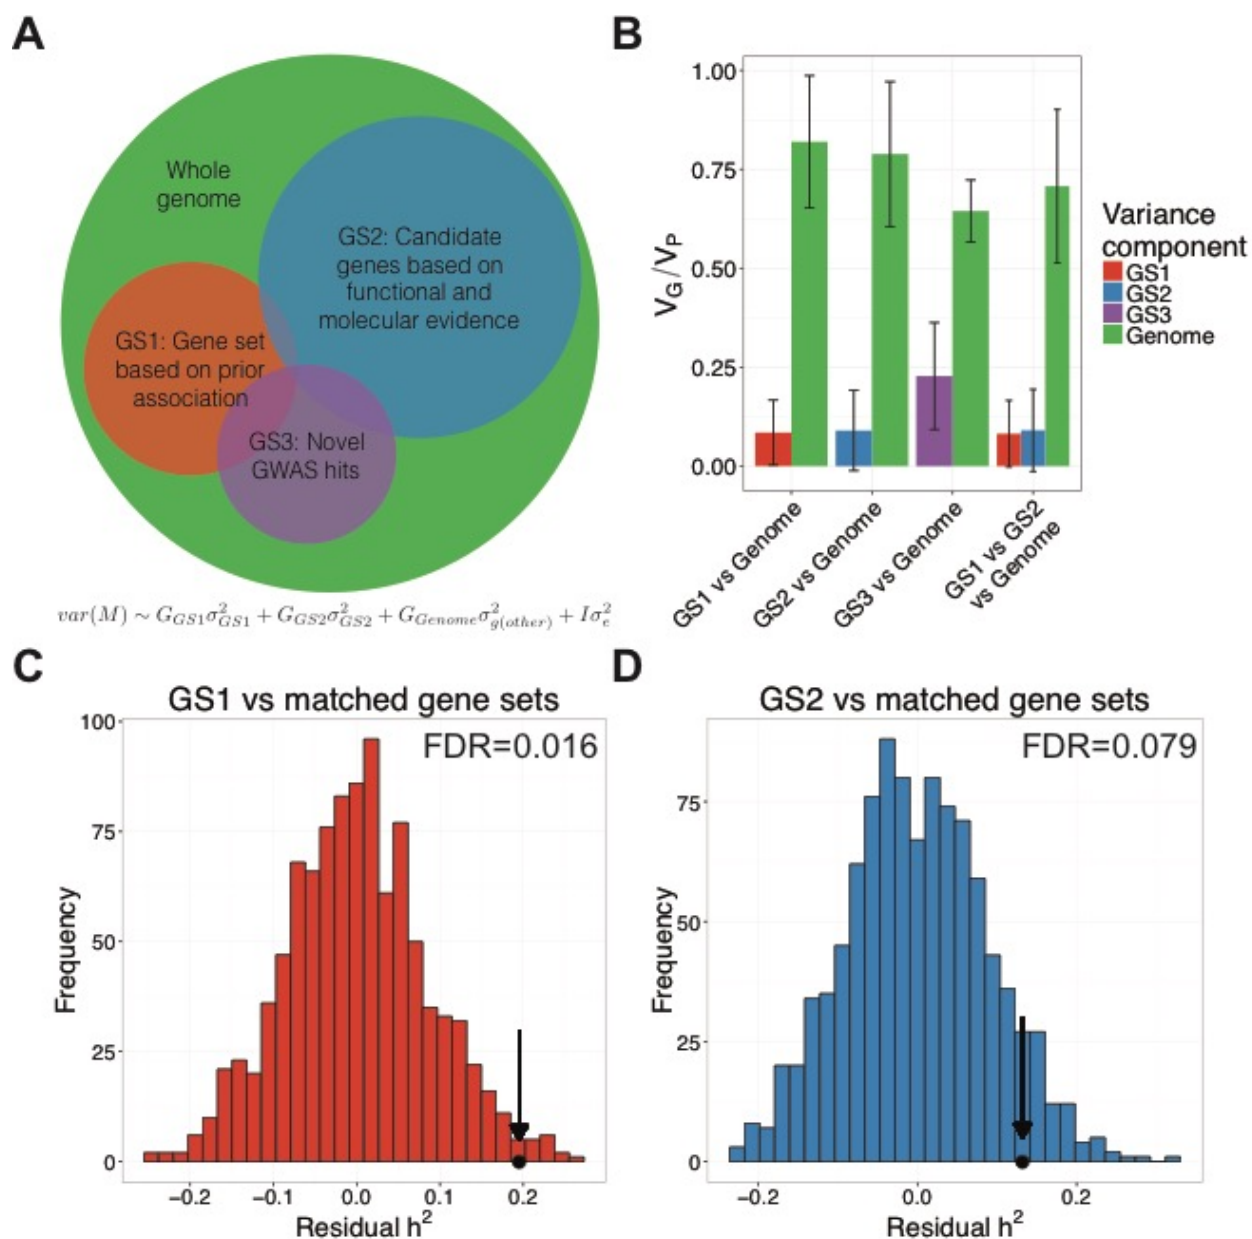 A
Whole
genome
GS2: Candidate
genes based on
functional and
molecular evidence
GS1: Gene set
based on prior
association
GS3: Novel
GWAS hits
var(M) ∼ G_{GS1}σ²_{GS1} + G_{GS2}σ²_{GS2} + G_{Genome}σ²_{g(other)} + Iσ²_e
B
1.00
0.75
0.50
0.25
0.00
V_G/V_P
GS1 vs Genome
GS2 vs Genome
GS3 vs Genome
GS1 vs GS2
vs Genome
Variance
component
GS1
GS2
GS3
Genome
C
GS1 vs matched gene sets
FDR=0.016
100
75
50
25
0
Frequency
−0.2
−0.1
0.0
0.1
0.2
Residual h²
D
GS2 vs matched gene sets
FDR=0.079
75
50
25
0
Frequency
−0.2
0.0
0.2
Residual h²